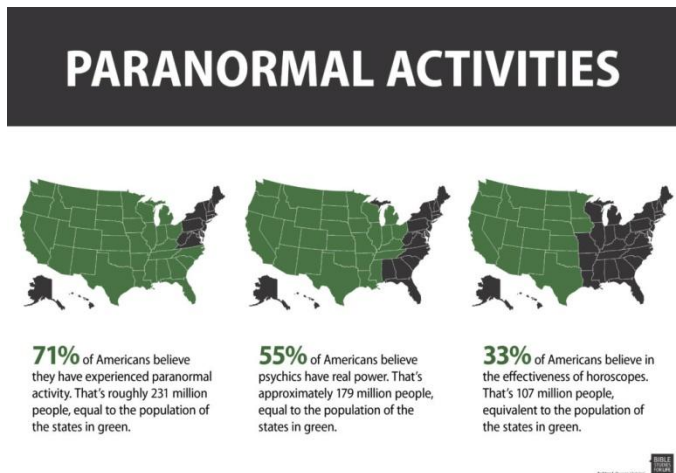 PARANORMAL ACTIVITIES
71% of Americans believe
they have experienced paranormal
activity. That's roughly 231 million
people, equal to the population of
the states in green.
55% of Americans believe
psychics have real power. That's
approximately 179 million people,
equal to the population of the
states in green.
33% of Americans believe in
the effectiveness of horoscopes.
That's 107 million people,
equivalent to the population of
the states in green.
BIBLE
STUDIES
FOR LIFE